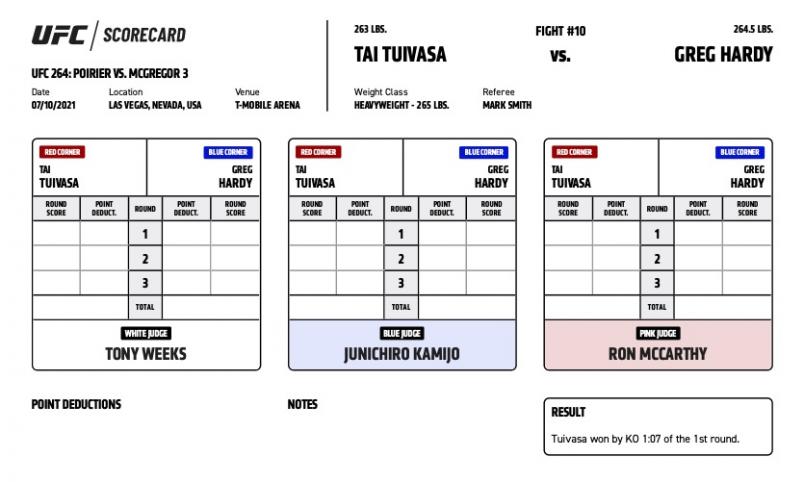 UFC / SCORECARD
UFC 264: POIRIER VS. MCGREGOR 3
Date Location Venue
07/10/2021 LAS VEGAS, NEVADA, USA T-MOBILE ARENA
263 LBS. FIGHT #10 264.5 LBS.
TAI TUIVASA VS. GREG HARDY
Weight Class Referee
HEAVYWEIGHT - 265 LBS. MARK SMITH
RED CORNER BLUE CORNER
TAI GREG
TUIVASA HARDY
ROUND SCORE POINT DEDUCT. ROUND POINT DEDUCT. ROUND SCORE
1
2
3
TOTAL
WHITE JUDGE
TONY WEEKS
RED CORNER BLUE CORNER
TAI GREG
TUIVASA HARDY
ROUND SCORE POINT DEDUCT. ROUND POINT DEDUCT. ROUND SCORE
1
2
3
TOTAL
BLUE JUDGE
JUNICHIRO KAMIJO
RED CORNER BLUE CORNER
TAI GREG
TUIVASA HARDY
ROUND SCORE POINT DEDUCT. ROUND POINT DEDUCT. ROUND SCORE
1
2
3
TOTAL
PINK JUDGE
RON MCCARTHY
POINT DEDUCTIONS
NOTES
RESULT
Tuivasa won by KO 1:07 of the 1st round.